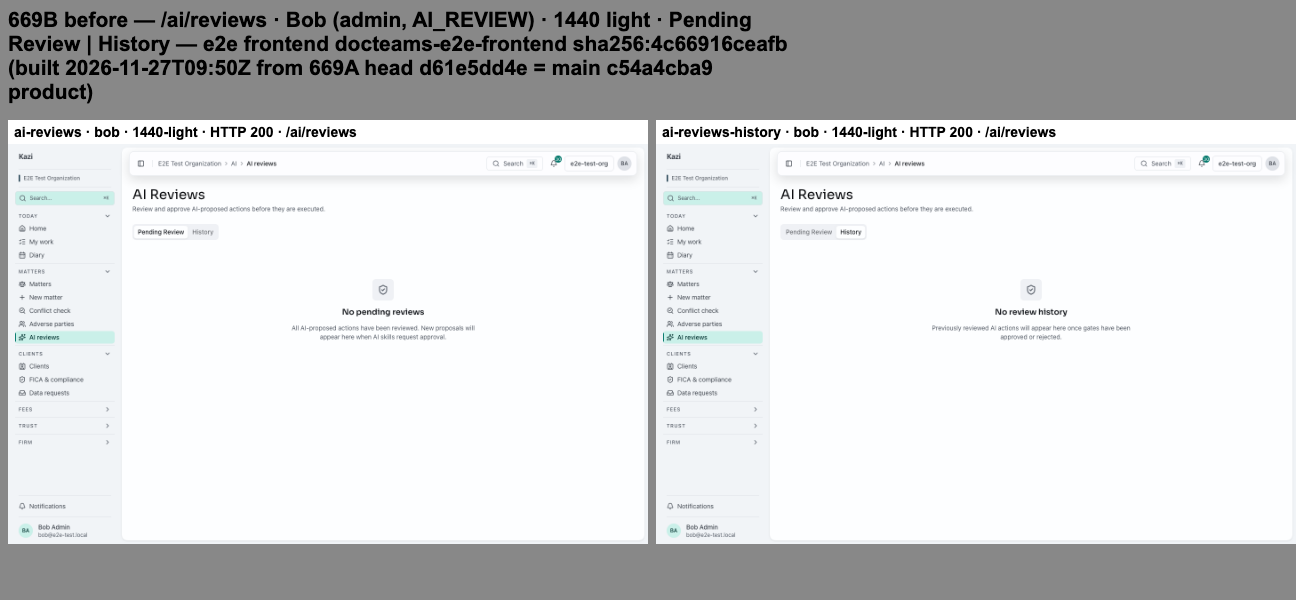 669B before — /ai/reviews · Bob (admin, AI_REVIEW) · 1440 light · Pending
Review | History — e2e frontend docteams-e2e-frontend sha256:4c66916ceafb
(built 2026-11-27T09:50Z from 669A head d61e5dd4e = main c54a4cba9
product)
ai-reviews · bob · 1440-light · HTTP 200 · /ai/reviews
Kazi
E2E Test Organization
Search...
TODAY
Home
My work
Diary
MATTERS
Matters
New matter
Conflict check
Adverse parties
AI reviews
CLIENTS
Clients
FICA & compliance
Data requests
FEES
TRUST
FIRM
Notifications
BA
Bob Admin
bob@e2e-test.local
E2E Test Organization › AI › AI reviews
Search
e2e-test-org
BA
AI Reviews
Review and approve AI-proposed actions before they are executed.
Pending Review History
No pending reviews
All AI-proposed actions have been reviewed. New proposals will
appear here when AI skills request approval.
ai-reviews-history · bob · 1440-light · HTTP 200 · /ai/reviews
Kazi
E2E Test Organization
Search...
TODAY
Home
My work
Diary
MATTERS
Matters
New matter
Conflict check
Adverse parties
AI reviews
CLIENTS
Clients
FICA & compliance
Data requests
FEES
TRUST
FIRM
Notifications
BA
Bob Admin
bob@e2e-test.local
E2E Test Organization › AI › AI reviews
Search
e2e-test-org
BA
AI Reviews
Review and approve AI-proposed actions before they are executed.
Pending Review History
No review history
Previously reviewed AI actions will appear here once gates have been
approved or rejected.